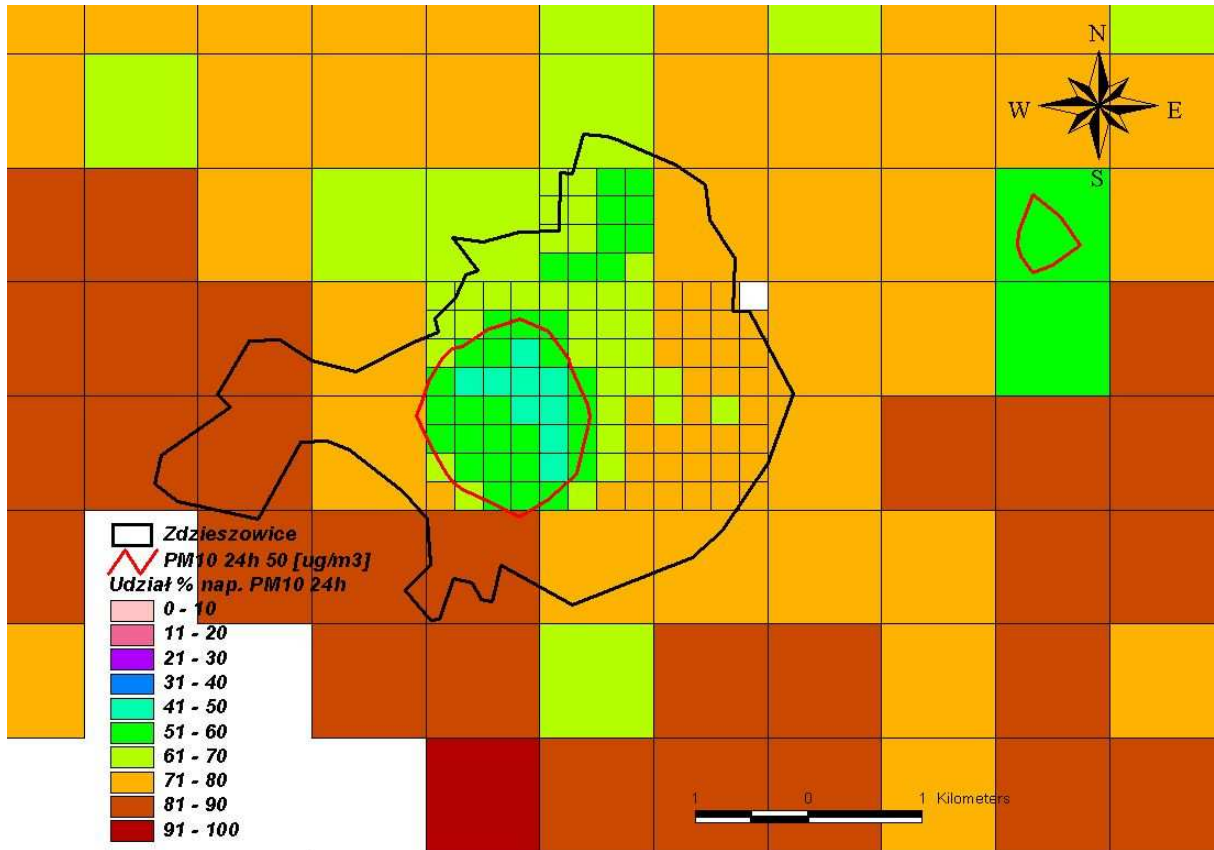 N
W E
S
Zdzieszowice
PM10 24h 50 [ug/m3]
Udział % nap. PM10 24h
0 - 10
11 - 20
21 - 30
31 - 40
41 - 50
51 - 60
61 - 70
71 - 80
81 - 90
91 - 100
1 0 1 Kilometers